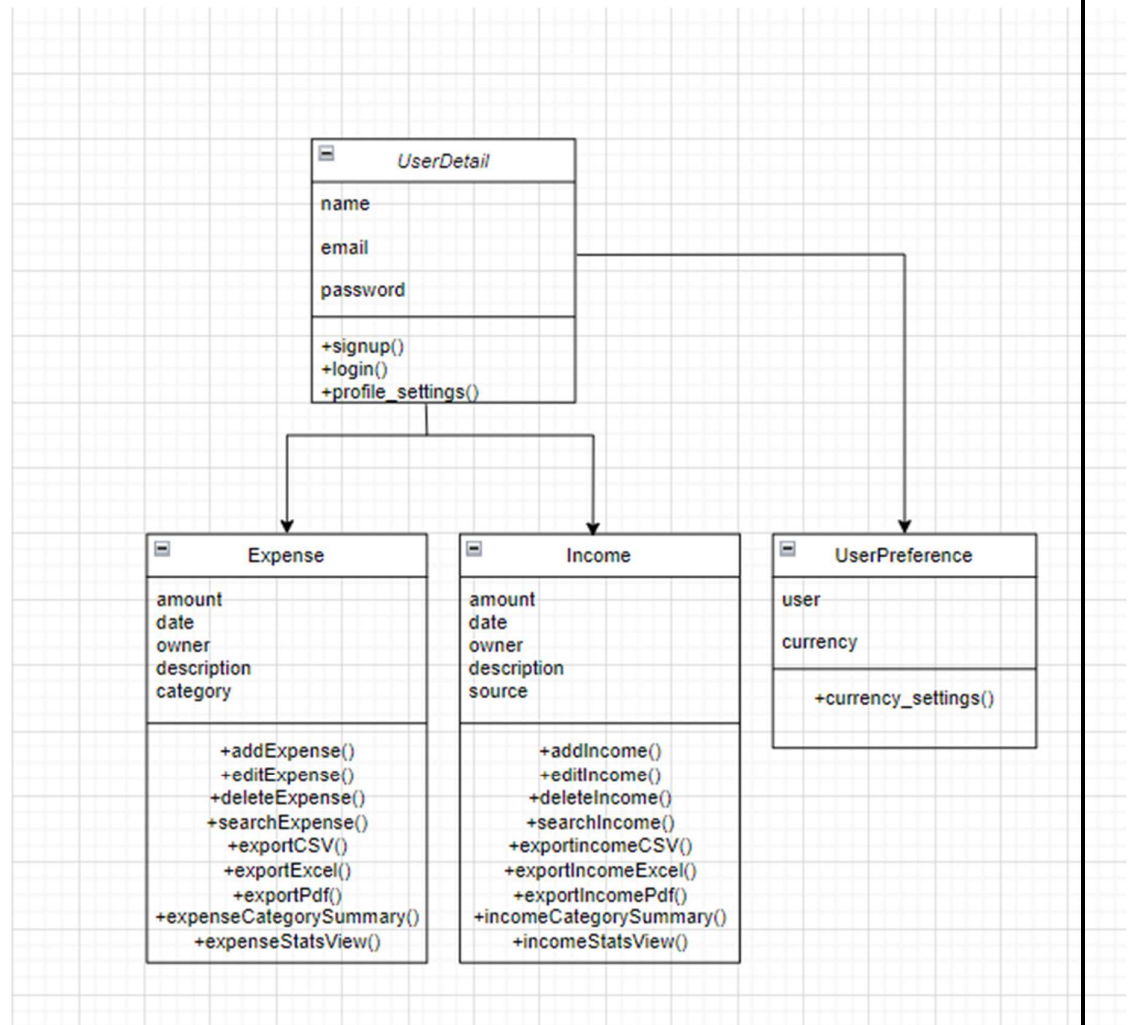 UserDetail
name
email
password
+signup()
+login()
+profile_settings()
Expense
amount
date
owner
description
category
+addExpense()
+editExpense()
+deleteExpense()
+searchExpense()
+exportCSV()
+exportExcel()
+exportPdf()
+expenseCategorySummary()
+expenseStatsView()
Income
amount
date
owner
description
source
+addIncome()
+editIncome()
+deleteIncome()
+searchIncome()
+exportincomeCSV()
+exportIncomeExcel()
+exportIncomePdf()
+incomeCategorySummary()
+incomeStatsView()
UserPreference
user
currency
+currency_settings()